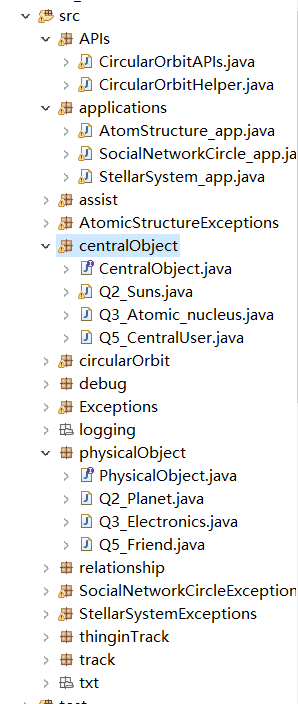 src
APIs
CircularOrbitAPIs.java
CircularOrbitHelper.java
applications
AtomStructure_app.java
SocialNetworkCircle_app.ja
StellarSystem_app.java
assist
AtomicStructureExceptions
centralObject
CentralObject.java
Q2_Suns.java
Q3_Atomic_nucleus.java
Q5_CentralUser.java
circularOrbit
debug
Exceptions
logging
physicalObject
PhysicalObject.java
Q2_Planet.java
Q3_Electronics.java
Q5_Friend.java
relationship
SocialNetworkCircleException
StellarSystemExceptions
thinginTrack
track
txt